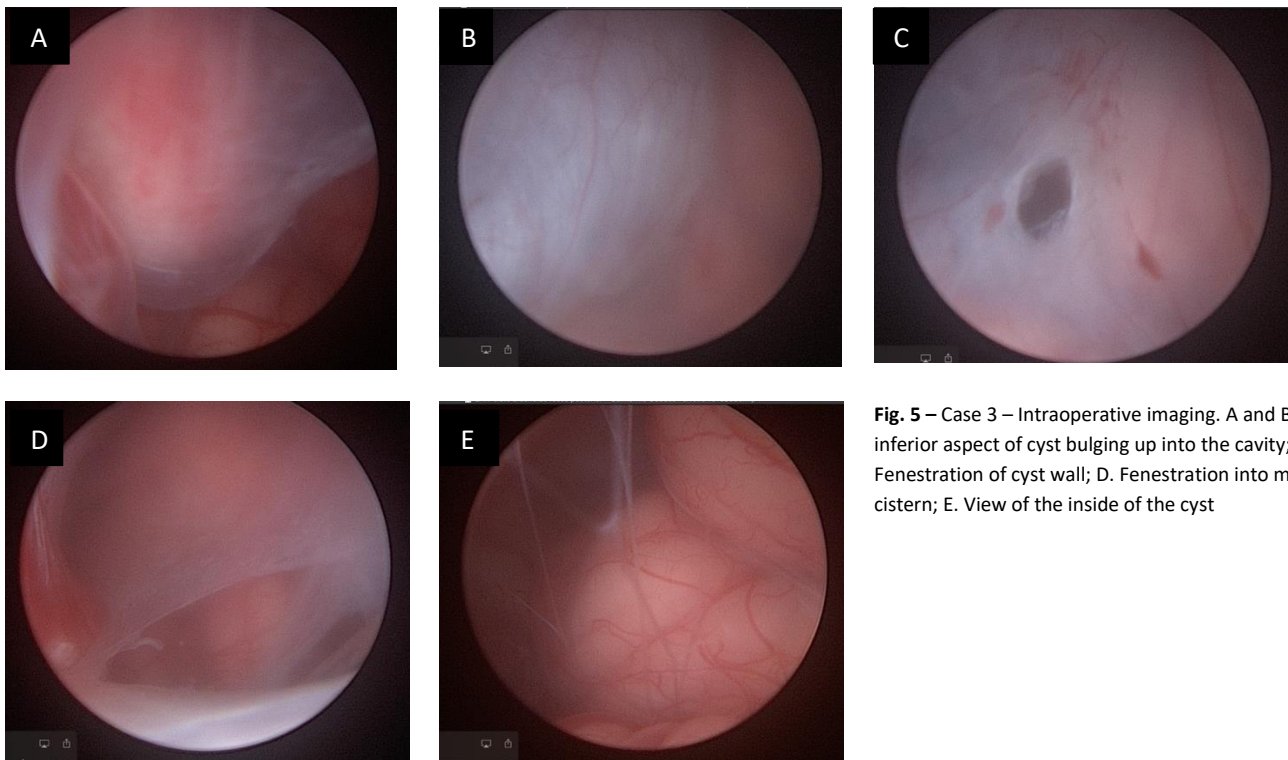 A
B
C
D
E
Fig. 5 – Case 3 – Intraoperative imaging. A and B
inferior aspect of cyst bulging up into the cavity;
Fenestration of cyst wall; D. Fenestration into
cistern; E. View of the inside of the cyst